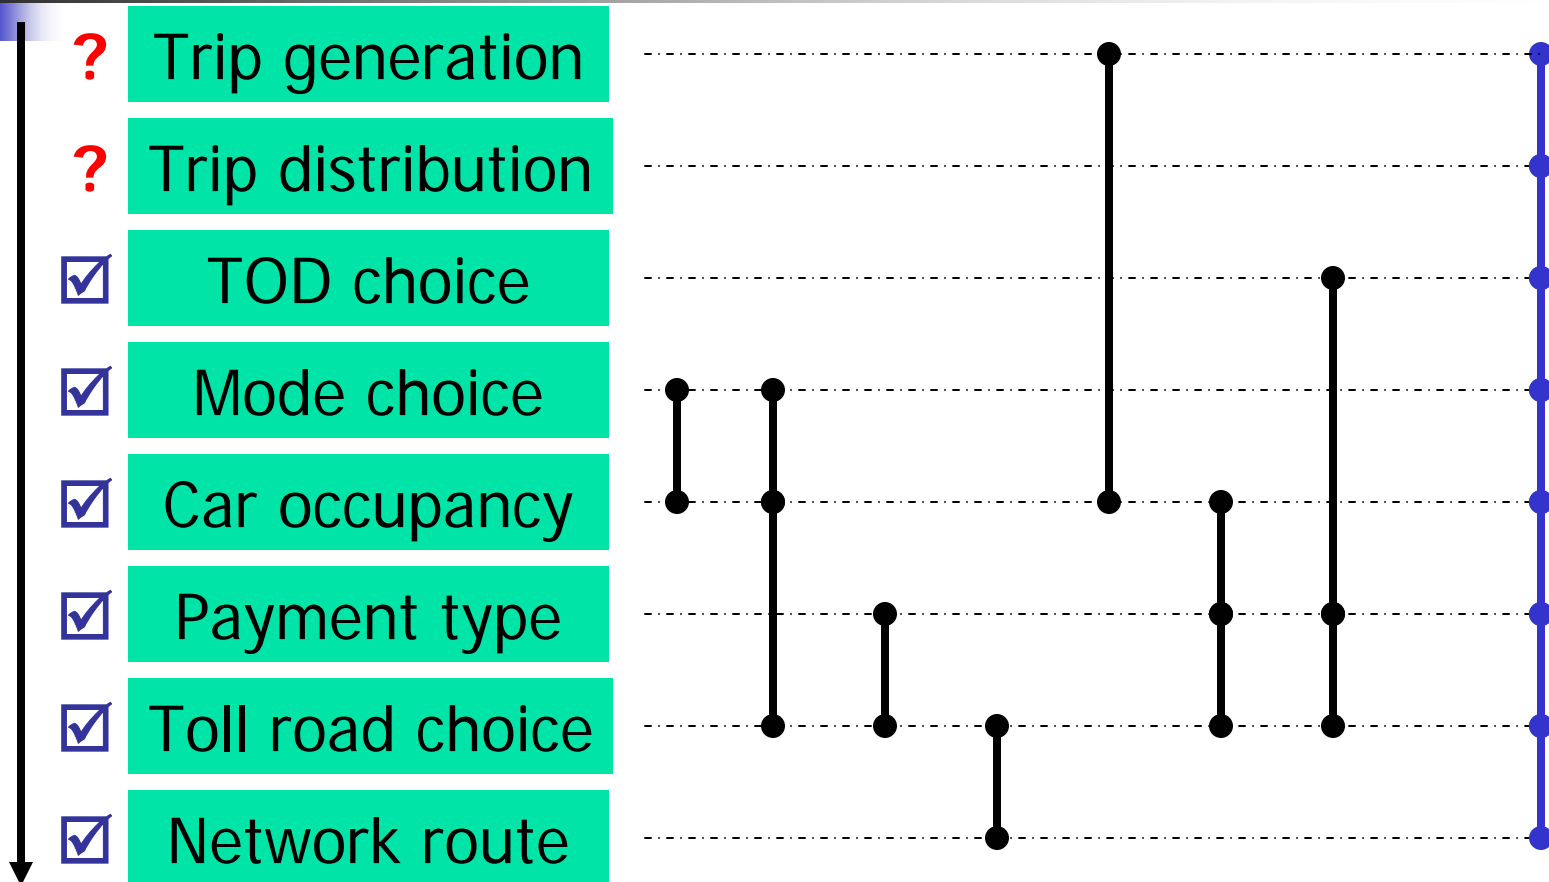 ? Trip generation
? Trip distribution
TOD choice
Mode choice
Car occupancy
Payment type
Toll road choice
Network route